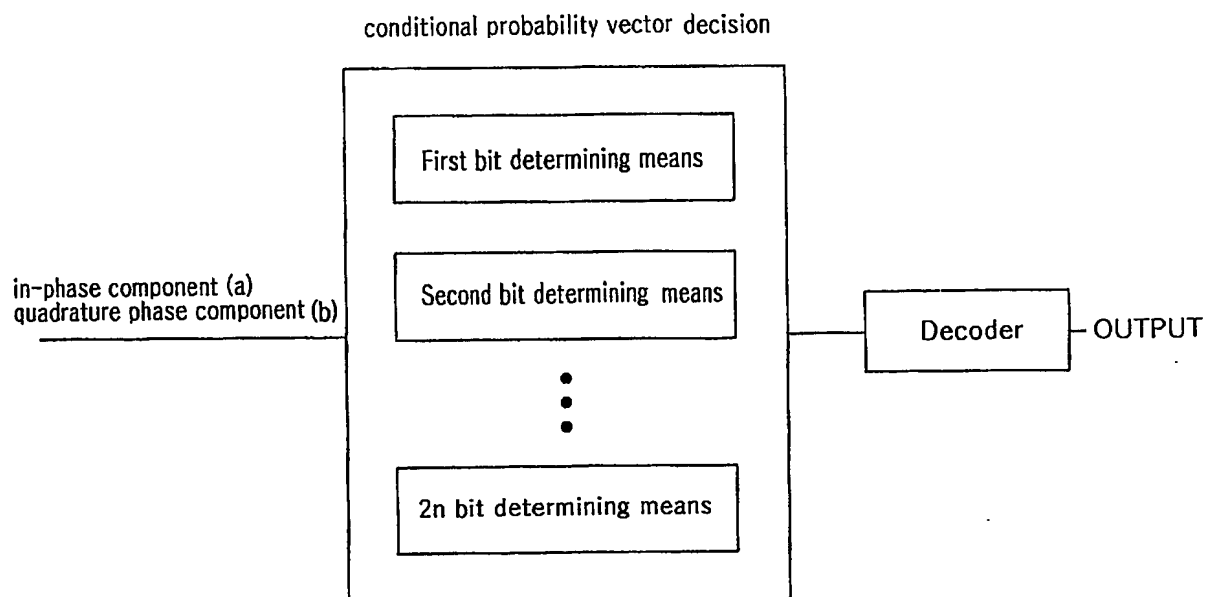 conditional probability vector decision
First bit determining means
in-phase component (a)
quadrature phase component (b)
Second bit determining means
Decoder
OUTPUT
2n bit determining means